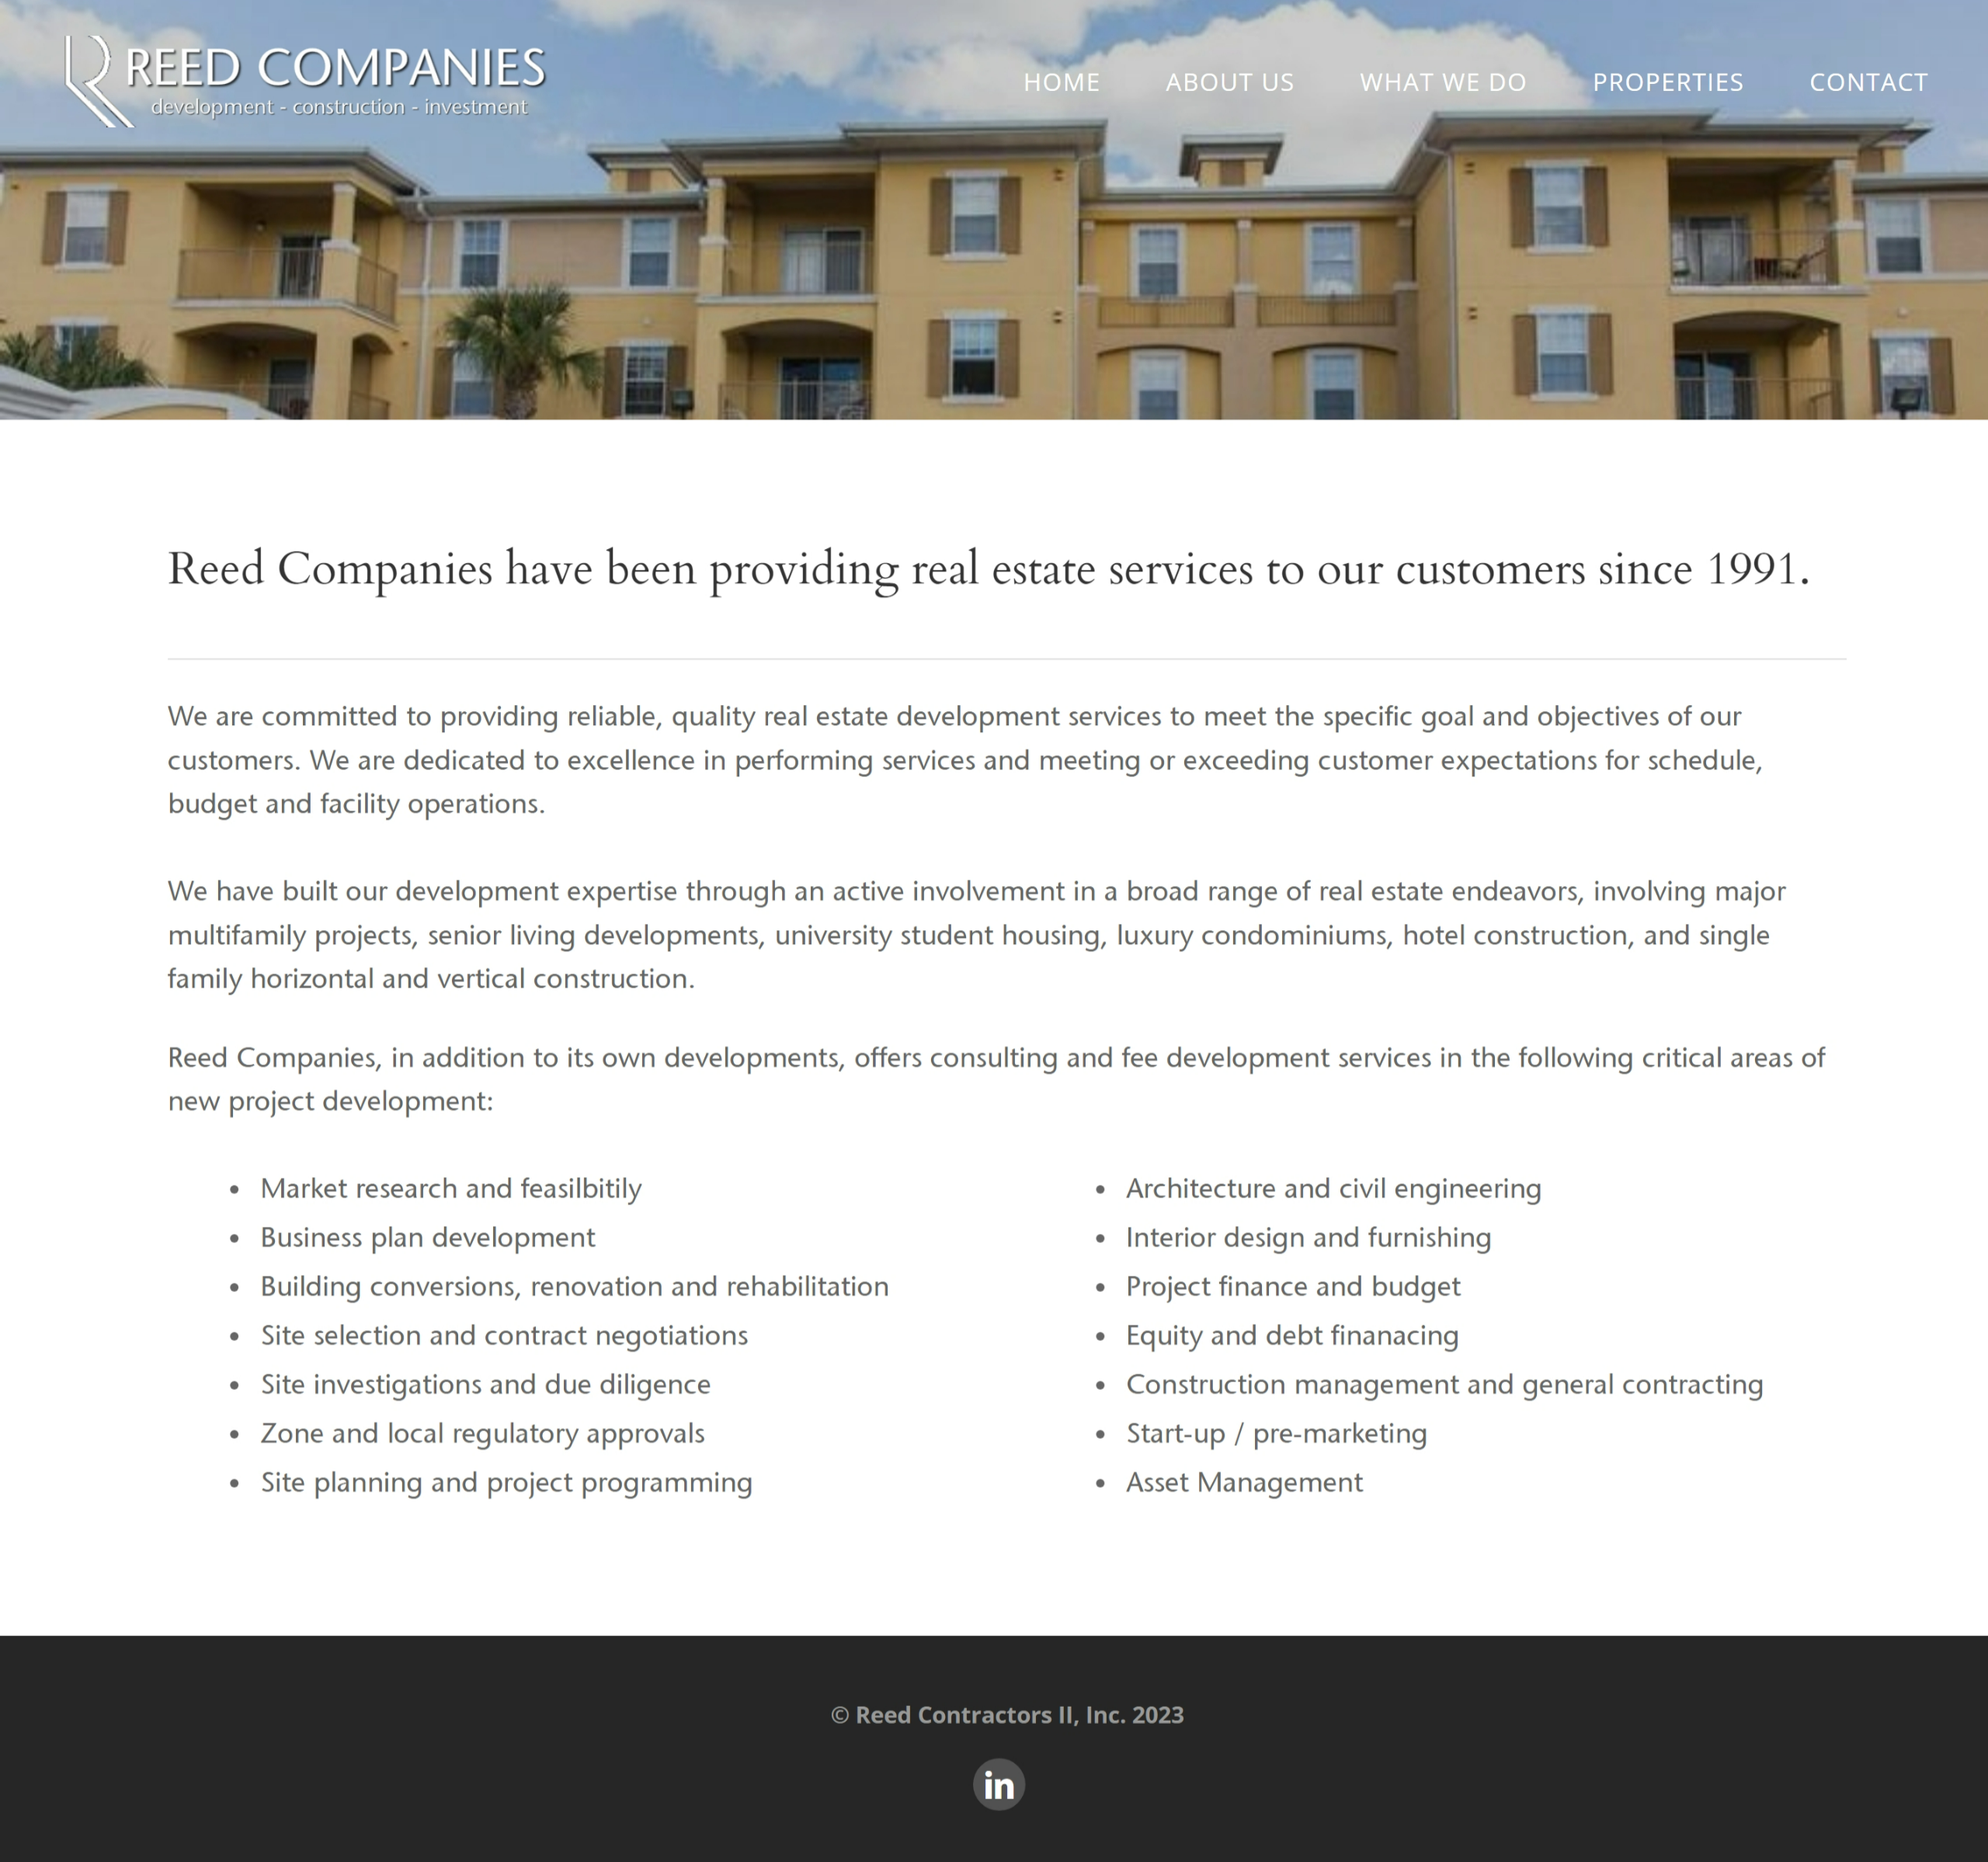 REED COMPANIES
development - construction - investment
HOME ABOUT US WHAT WE DO PROPERTIES CONTACT
Reed Companies have been providing real estate services to our customers since 1991.
We are committed to providing reliable, quality real estate development services to meet the specific goal and objectives of our
customers. We are dedicated to excellence in performing services and meeting or exceeding customer expectations for schedule,
budget and facility operations.
We have built our development expertise through an active involvement in a broad range of real estate endeavors, involving major
multifamily projects, senior living developments, university student housing, luxury condominiums, hotel construction, and single
family horizontal and vertical construction.
Reed Companies, in addition to its own developments, offers consulting and fee development services in the following critical areas of
new project development:
• Market research and feasilbitily
• Business plan development
• Building conversions, renovation and rehabilitation
• Site selection and contract negotiations
• Site investigations and due diligence
• Zone and local regulatory approvals
• Site planning and project programming
• Architecture and civil engineering
• Interior design and furnishing
• Project finance and budget
• Equity and debt finanacing
• Construction management and general contracting
• Start-up / pre-marketing
• Asset Management
© Reed Contractors II, Inc. 2023
in